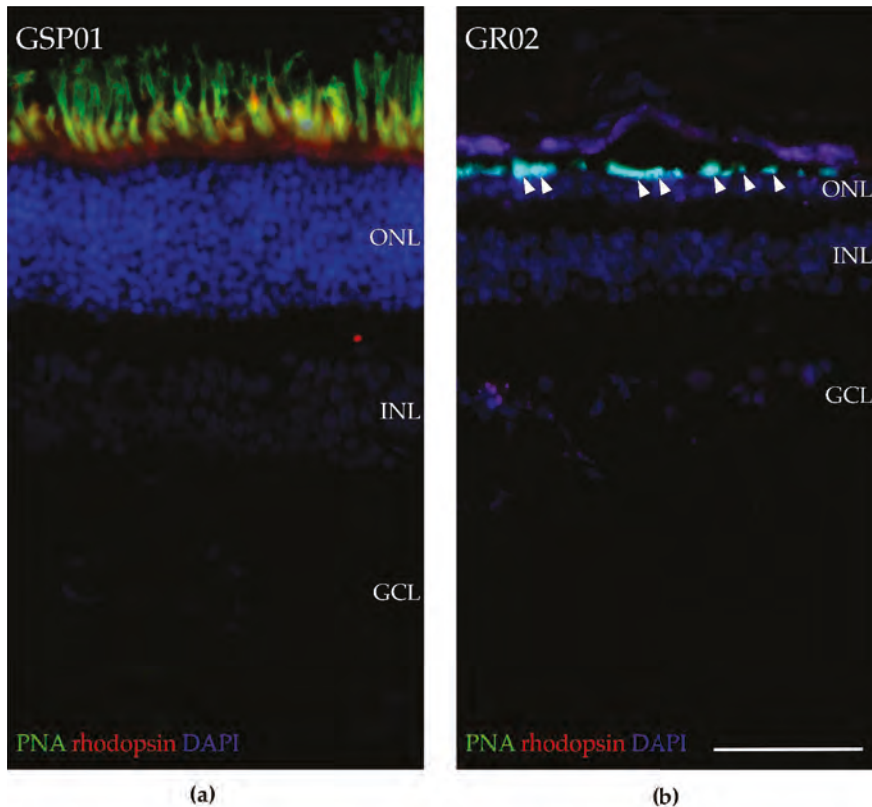 GSP01
ONL
INL
GCL
PNA rhodopsin DAPI
(a)
GR02
ONL
INL
GCL
PNA rhodopsin DAPI
(b)